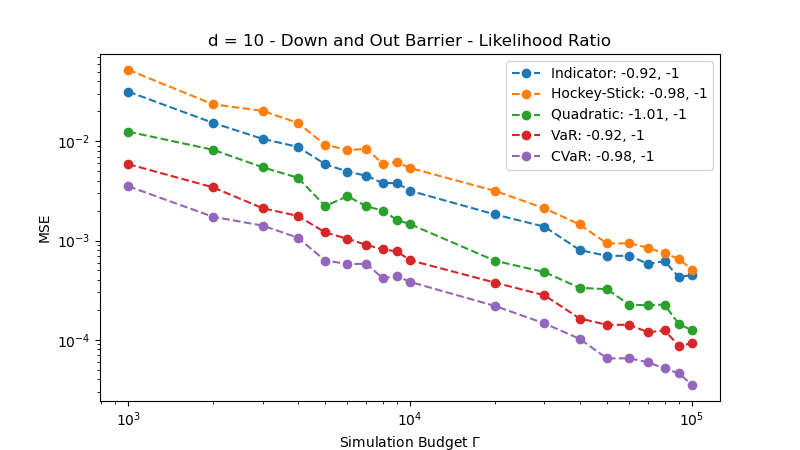 d = 10 - Down and Out Barrier - Likelihood Ratio
Indicator: -0.92, -1
Hockey-Stick: -0.98, -1
Quadratic: -1.01, -1
VaR: -0.92, -1
CVaR: -0.98, -1
MSE
10⁻²
10⁻³
10⁻⁴
10³
10⁴
10⁵
Simulation Budget Γ